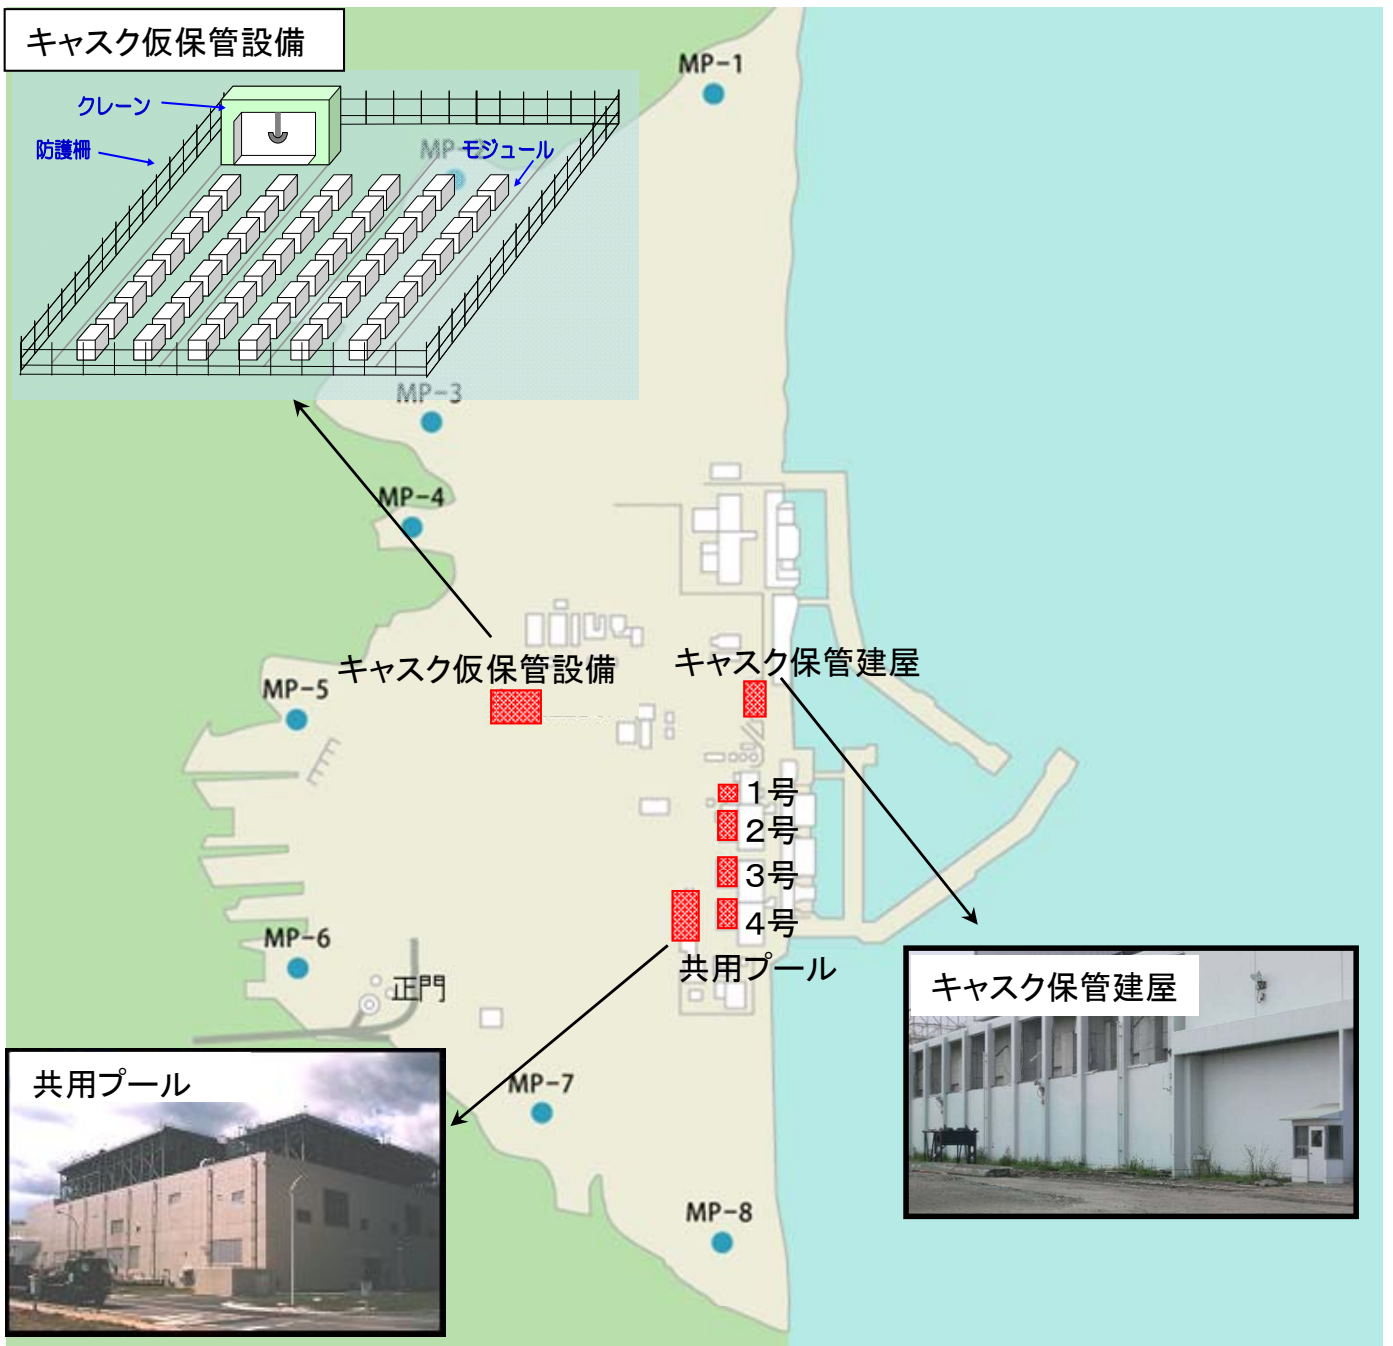 キャスク仮保管設備
MP-1
クレーン
防護柵
MP-2
モジュール
MP-3
MP-4
キャスク仮保管設備
キャスク保管建屋
MP-5
1号
2号
3号
4号
MP-6
共用プール
正門
キャスク保管建屋
共用プール
MP-7
MP-8